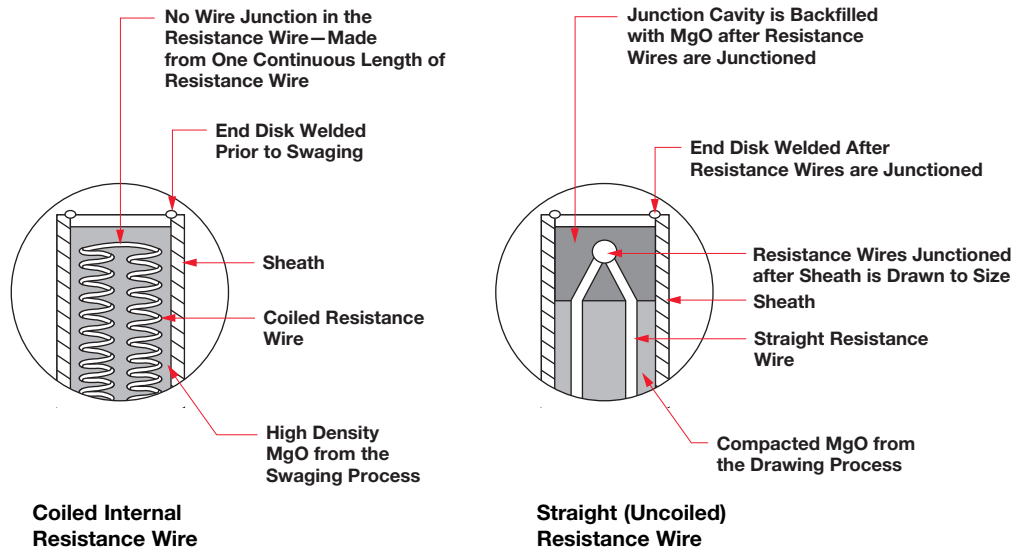 No Wire Junction in the
Resistance Wire—Made
from One Continuous Length of
Resistance Wire
End Disk Welded
Prior to Swaging
Sheath
Coiled Resistance
Wire
High Density
MgO from the
Swaging Process
Coiled Internal
Resistance Wire
Junction Cavity is Backfilled
with MgO after Resistance
Wires are Junctioned
End Disk Welded After
Resistance Wires are Junctioned
Resistance Wires Junctioned
after Sheath is Drawn to Size
Sheath
Straight Resistance
Wire
Compacted MgO from
the Drawing Process
Straight (Uncoiled)
Resistance Wire